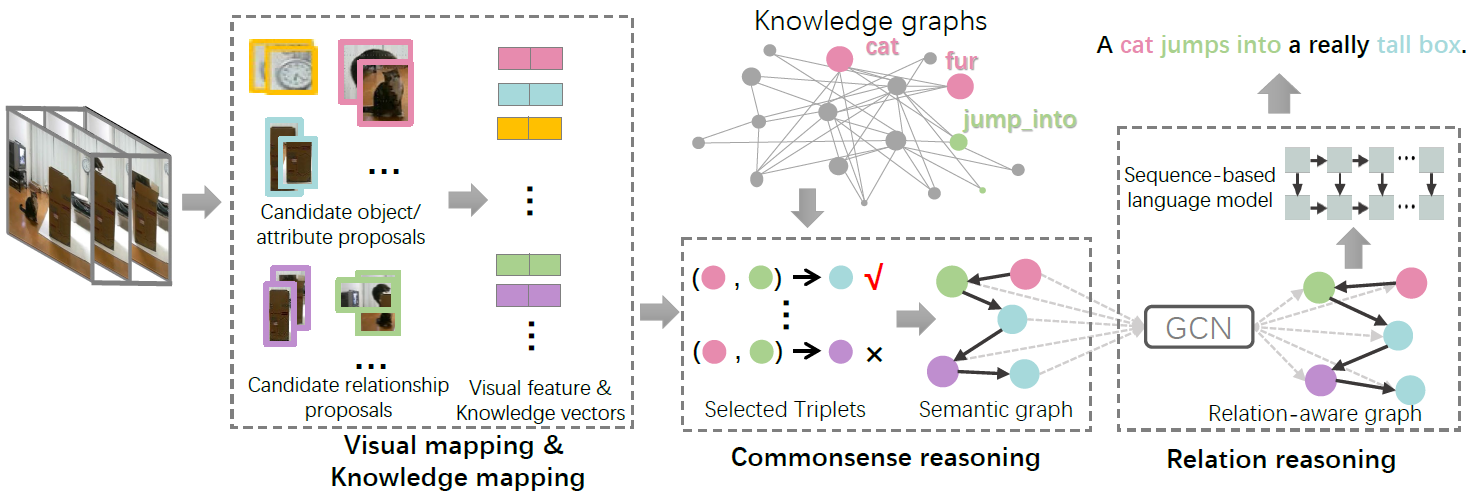 Knowledge graphs
cat
fur
jump_into
A cat jumps into a really tall box.
Candidate object/
attribute proposals
Candidate relationship
proposals
Visual feature &
Knowledge vectors
Visual mapping &
Knowledge mapping
( , ) → √
( , ) → ×
Selected Triplets
Semantic graph
Commonsense reasoning
GCN
Sequence-based
language model
Relation-aware graph
Relation reasoning